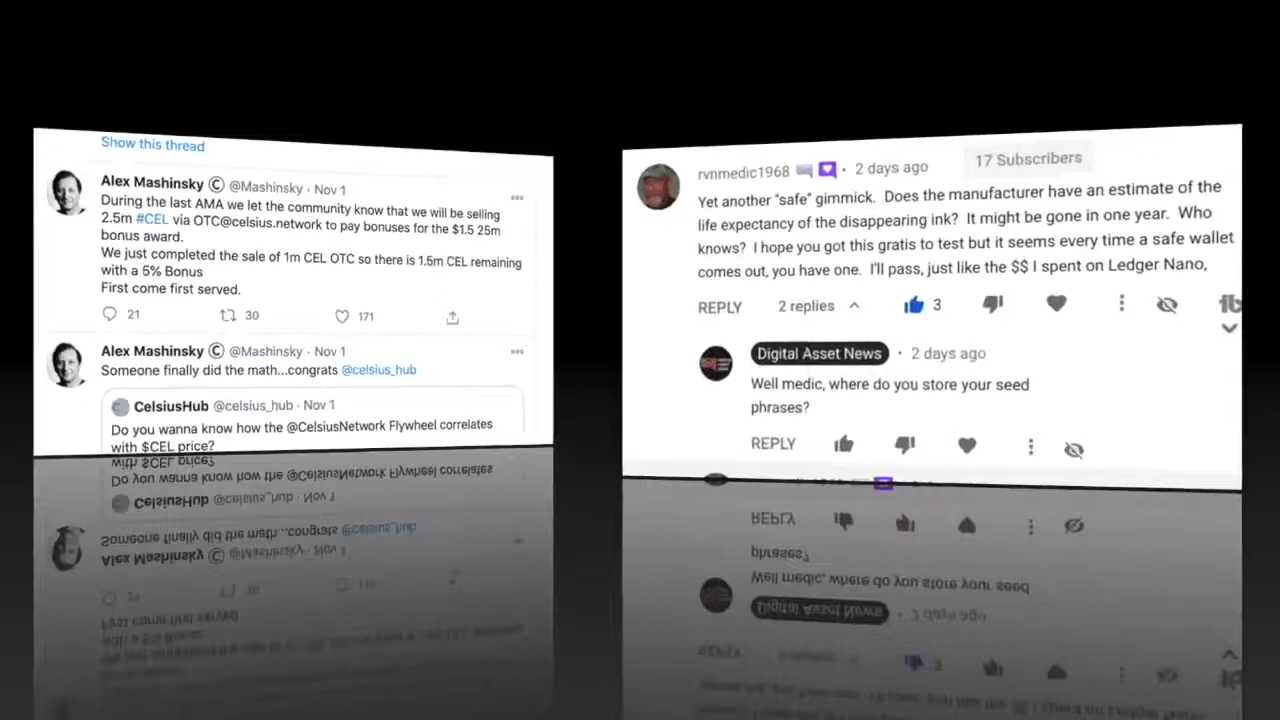 Show this thread
Alex Mashinsky Ⓒ @Mashinsky · Nov 1
During the last AMA we let the community know that we will be selling
2.5m #CEL via OTC@celsius.network to pay bonuses for the $1.5 25m
bonus award.
We just completed the sale of 1m CEL OTC so there is 1.5m CEL remaining
with a 5% Bonus
First come first served.
21 30 171
Alex Mashinsky Ⓒ @Mashinsky · Nov 1
Someone finally did the math...congrats @celsius_hub
CelsiusHub @celsius_hub · Nov 1
Do you wanna know how the @CelsiusNetwork Flywheel correlates
with $CEL price?
rvnmedic1968 · 2 days ago 17 Subscribers
Yet another "safe" gimmick. Does the manufacturer have an estimate of the
life expectancy of the disappearing ink? It might be gone in one year. Who
knows? I hope you got this gratis to test but it seems every time a safe wallet
comes out, you have one. I'll pass, just like the $$ I spent on Ledger Nano,
REPLY 2 replies 3
Digital Asset News · 2 days ago
Well medic, where do you store your seed
phrases?
REPLY